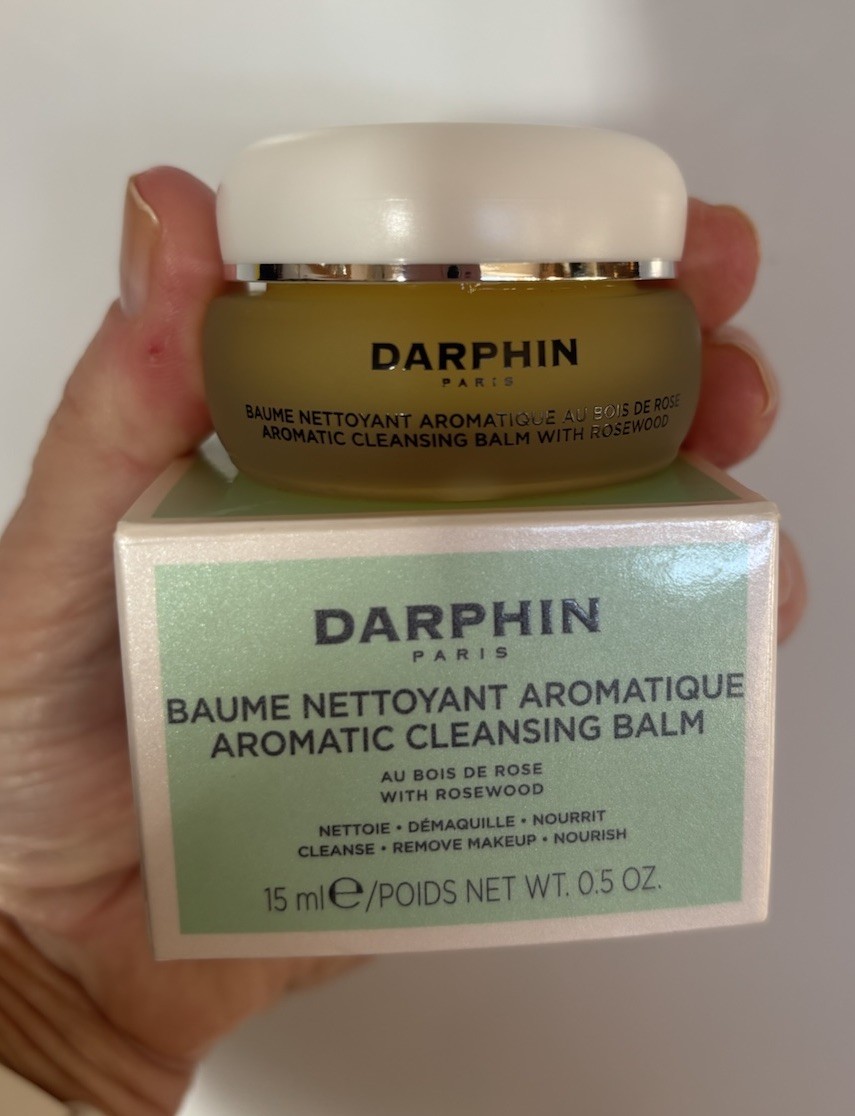 DARPHIN
PARIS
BAUME NETTOYANT AROMATIQUE AU BOIS DE ROSE
AROMATIC CLEANSING BALM WITH ROSEWOOD
DARPHIN
PARIS
BAUME NETTOYANT AROMATIQUE
AROMATIC CLEANSING BALM
AU BOIS DE ROSE
WITH ROSEWOOD
NETTOIE • DÉMAQUILLE • NOURRIT
CLEANSE • REMOVE MAKEUP • NOURISH
15 ml℮/POIDS NET WT. 0.5 OZ.